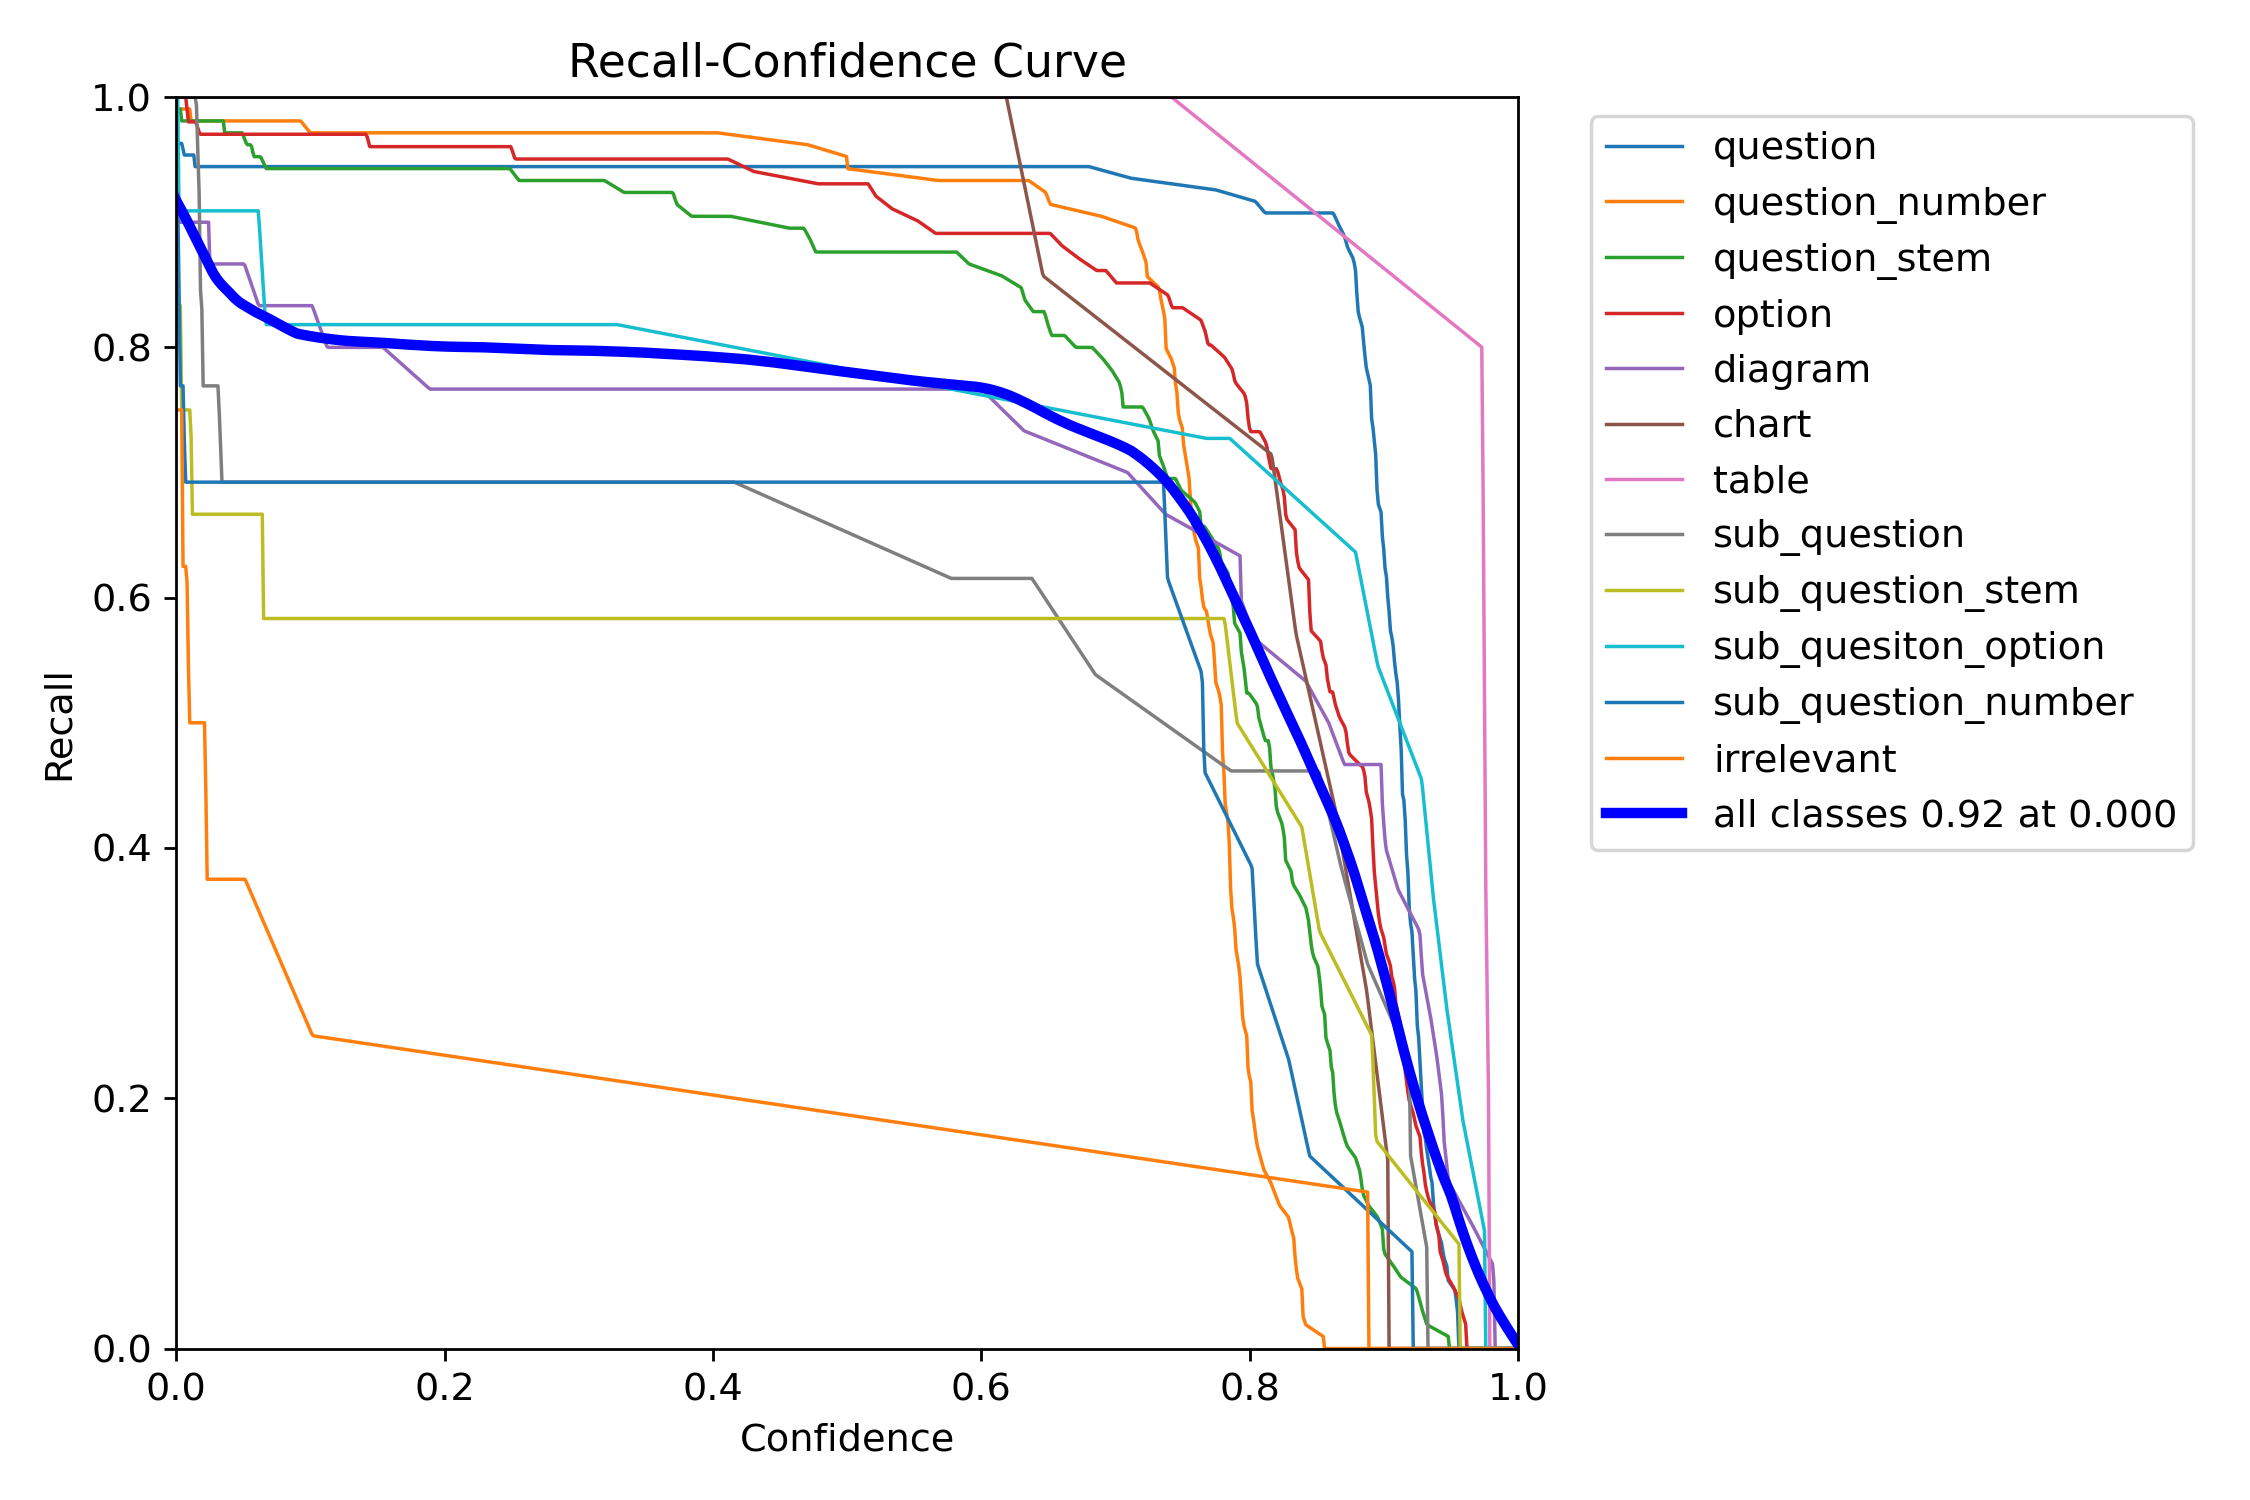 Recall-Confidence Curve
1.0
0.8
0.6
0.4
0.2
0.0
Recall
0.0 0.2 0.4 0.6 0.8 1.0
Confidence
question
question_number
question_stem
option
diagram
chart
table
sub_question
sub_question_stem
sub_quesiton_option
sub_question_number
irrelevant
all classes 0.92 at 0.000